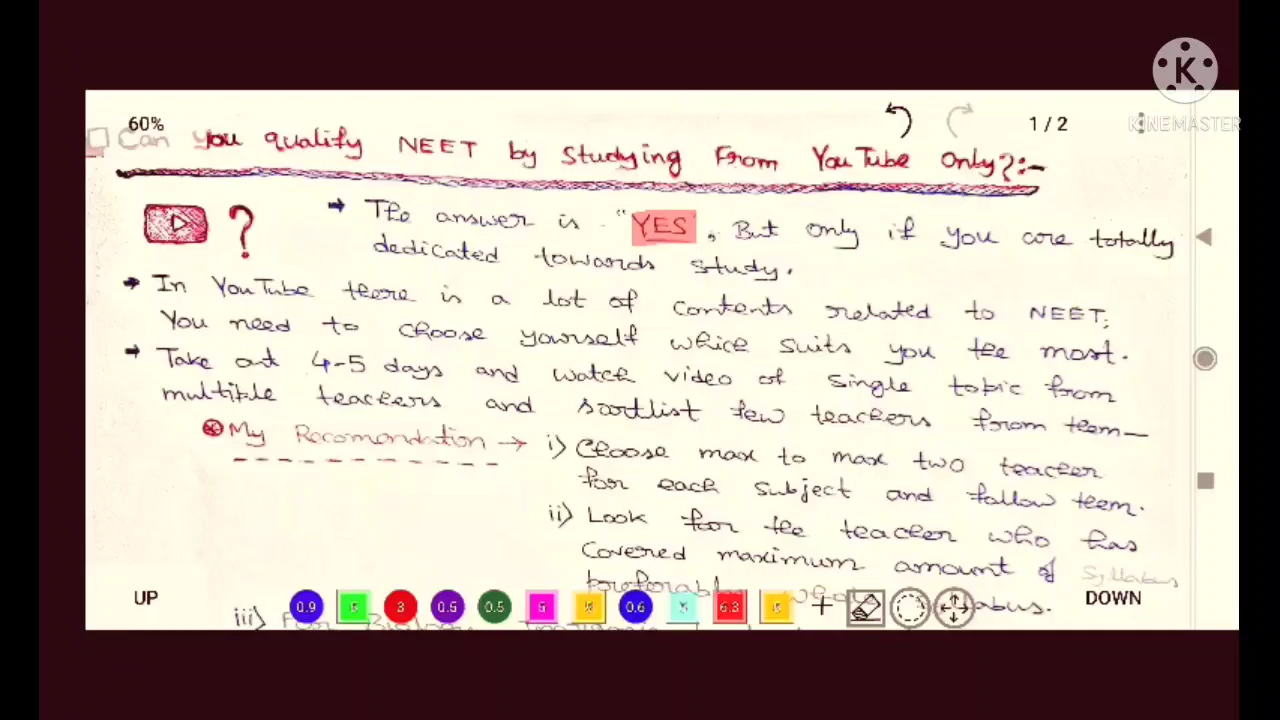 KINEMASTER
60%
1 / 2
Can You qualify NEET by Studying From YouTube Only?:-
→ The answer is "YES", But only if you are totally
dedicated towards study.
→ In YouTube there is a lot of contents related to NEET.
You need to choose yourself which suits you the most.
→ Take out 4-5 days and watch video of single topic from
multiple teachers and shortlist few teachers from them—
My Recomondation → i) Choose max to max two teacher
for each subject and follow them.
ii) Look for the teacher who has
covered maximum amount of Syllabus
UP
0.9 3 0.5 0.5 0.6 6.3 +
DOWN
iii) For